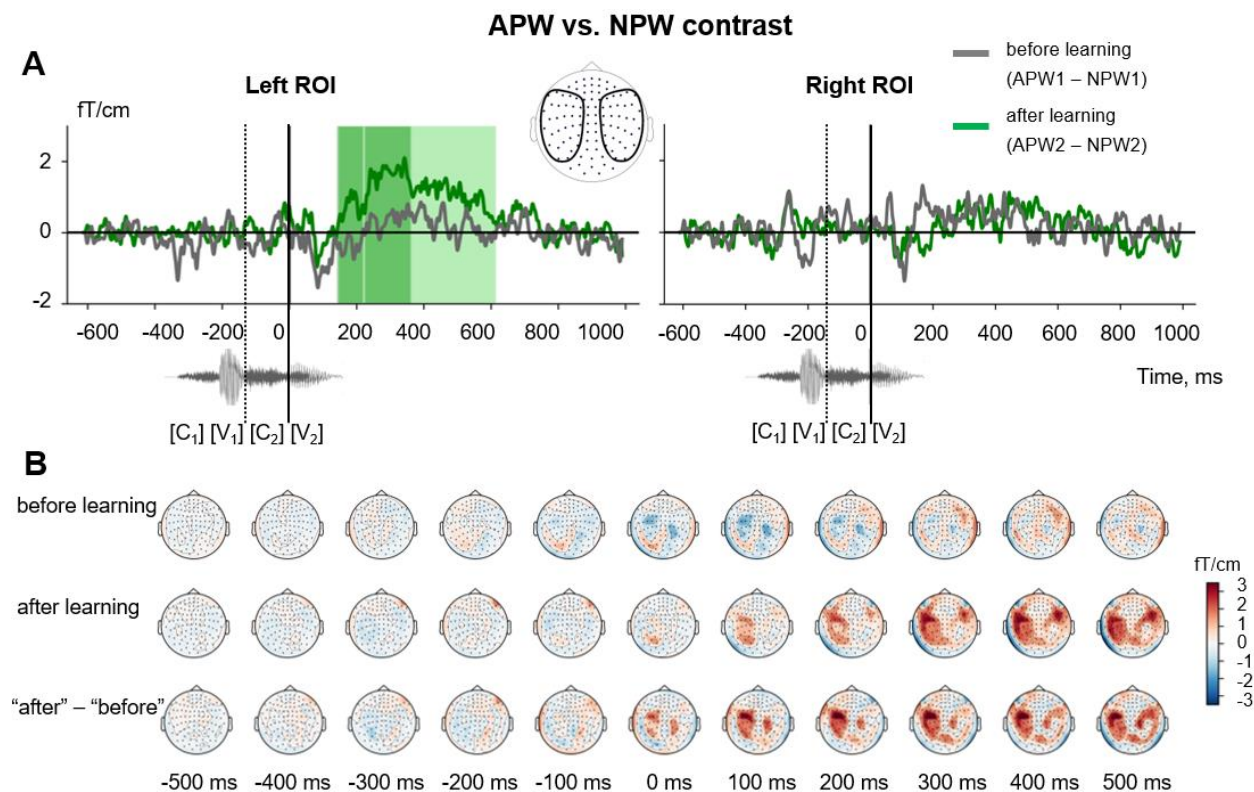 APW vs. NPW contrast
A
before learning
(APW1 – NPW1)
after learning
(APW2 – NPW2)
Left ROI
Right ROI
fT/cm
2
0
-2
-600 -400 -200 0 200 400 600 800 1000
-600 -400 -200 0 200 400 600 800 1000
Time, ms
[C₁] [V₁] [C₂] [V₂]
[C₁] [V₁] [C₂] [V₂]
B
before learning
after learning
“after” – “before”
fT/cm
3
2
1
0
-1
-2
-3
-500 ms -400 ms -300 ms -200 ms -100 ms 0 ms 100 ms 200 ms 300 ms 400 ms 500 ms